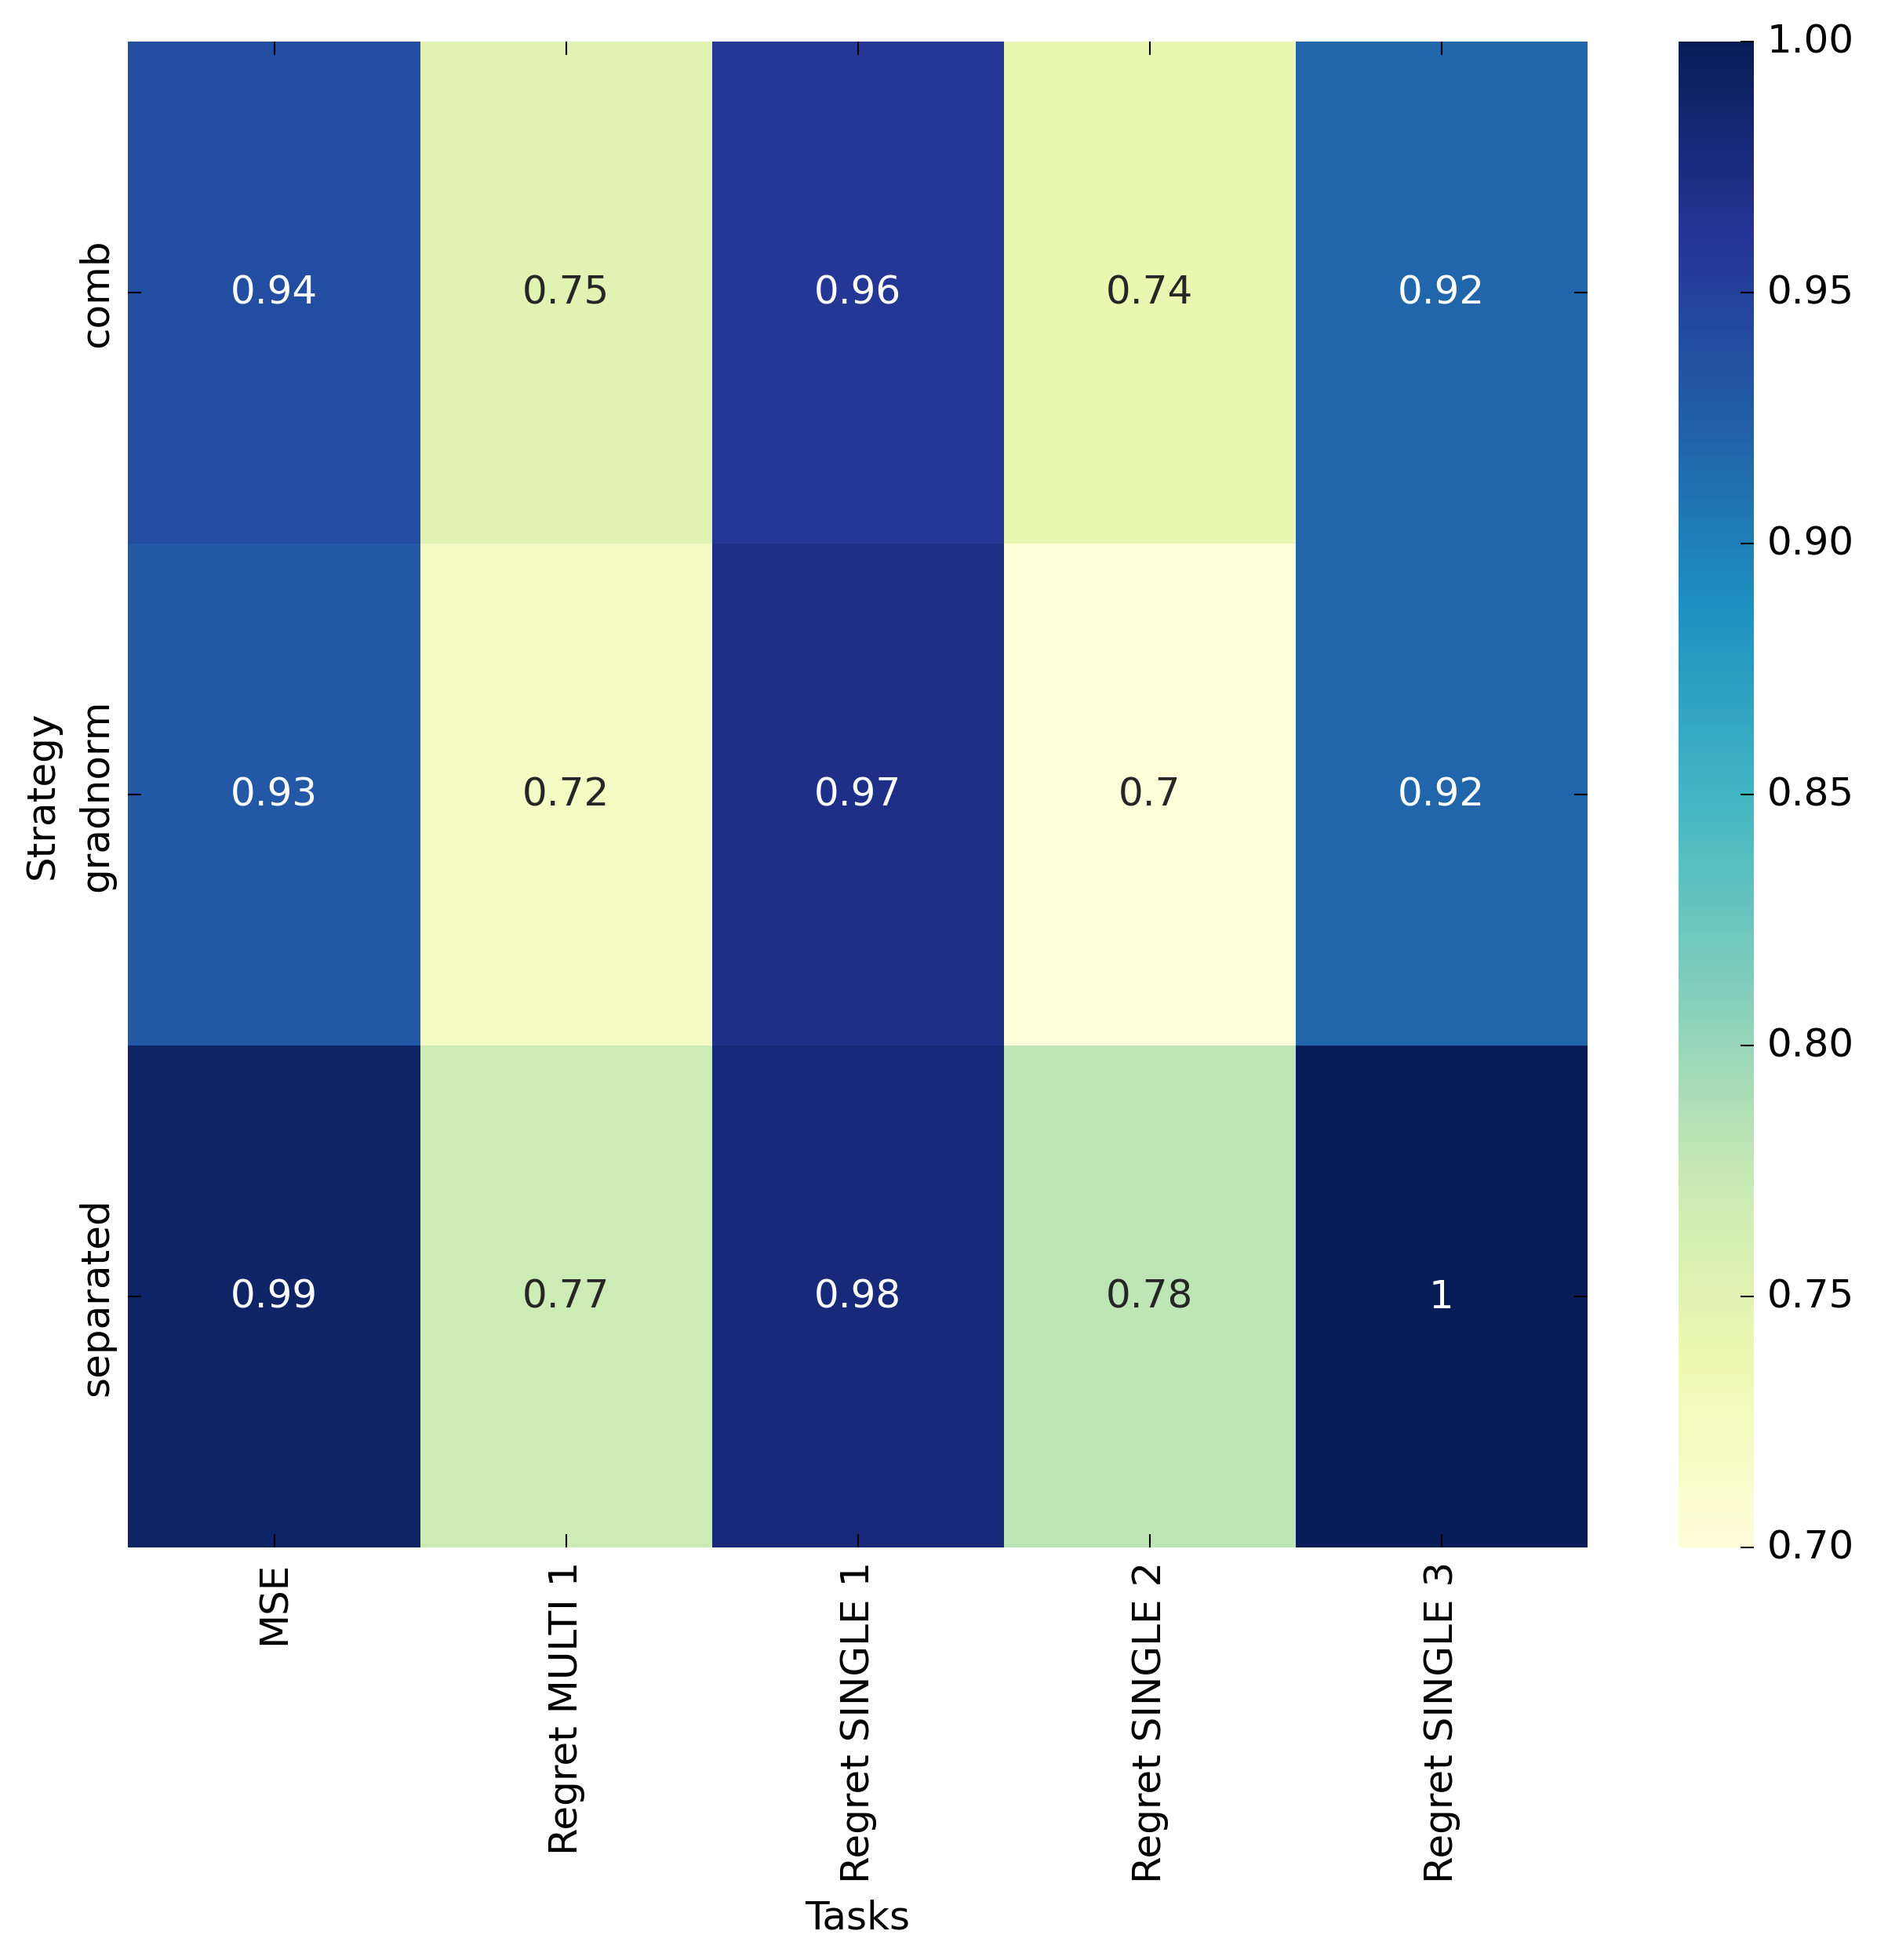 Strategy
comb
gradnorm
separated
0.94 0.75 0.96 0.74 0.92
0.93 0.72 0.97 0.7 0.92
0.99 0.77 0.98 0.78 1
MSE
Regret MULTI 1
Regret SINGLE 1
Regret SINGLE 2
Regret SINGLE 3
Tasks
1.00
0.95
0.90
0.85
0.80
0.75
0.70